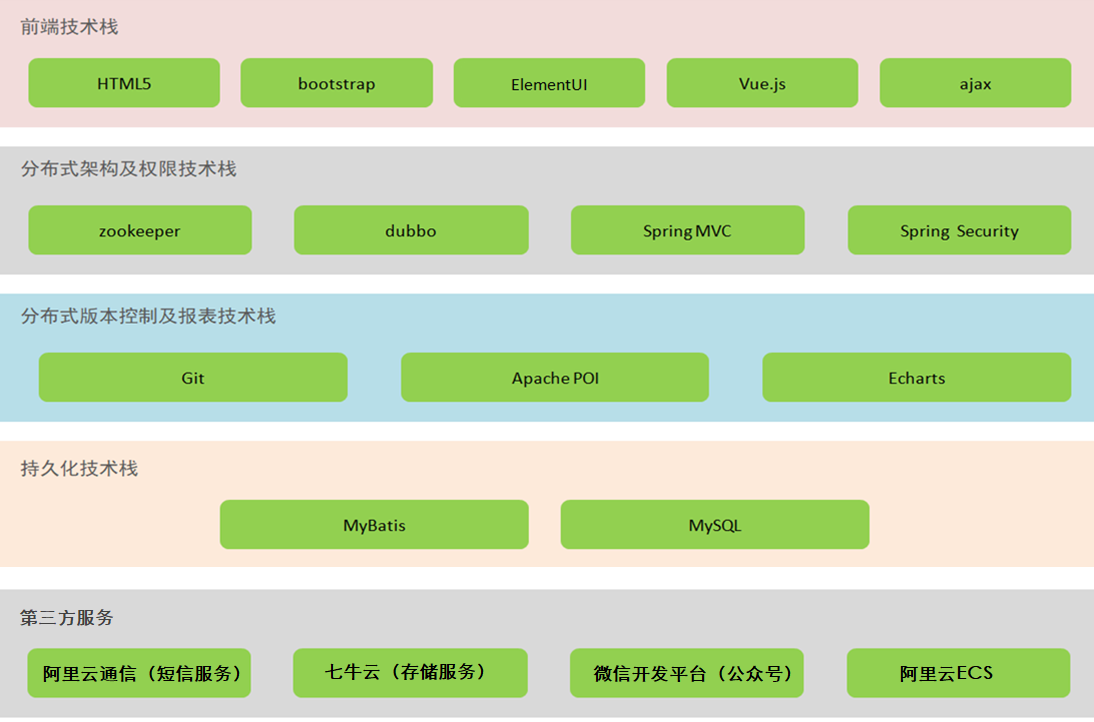 前端技术栈
HTML5 bootstrap ElementUI Vue.js ajax
分布式架构及权限技术栈
zookeeper dubbo Spring MVC Spring Security
分布式版本控制及报表技术栈
Git Apache POI Echarts
持久化技术栈
MyBatis MySQL
第三方服务
阿里云通信（短信服务） 七牛云（存储服务） 微信开发平台（公众号） 阿里云ECS